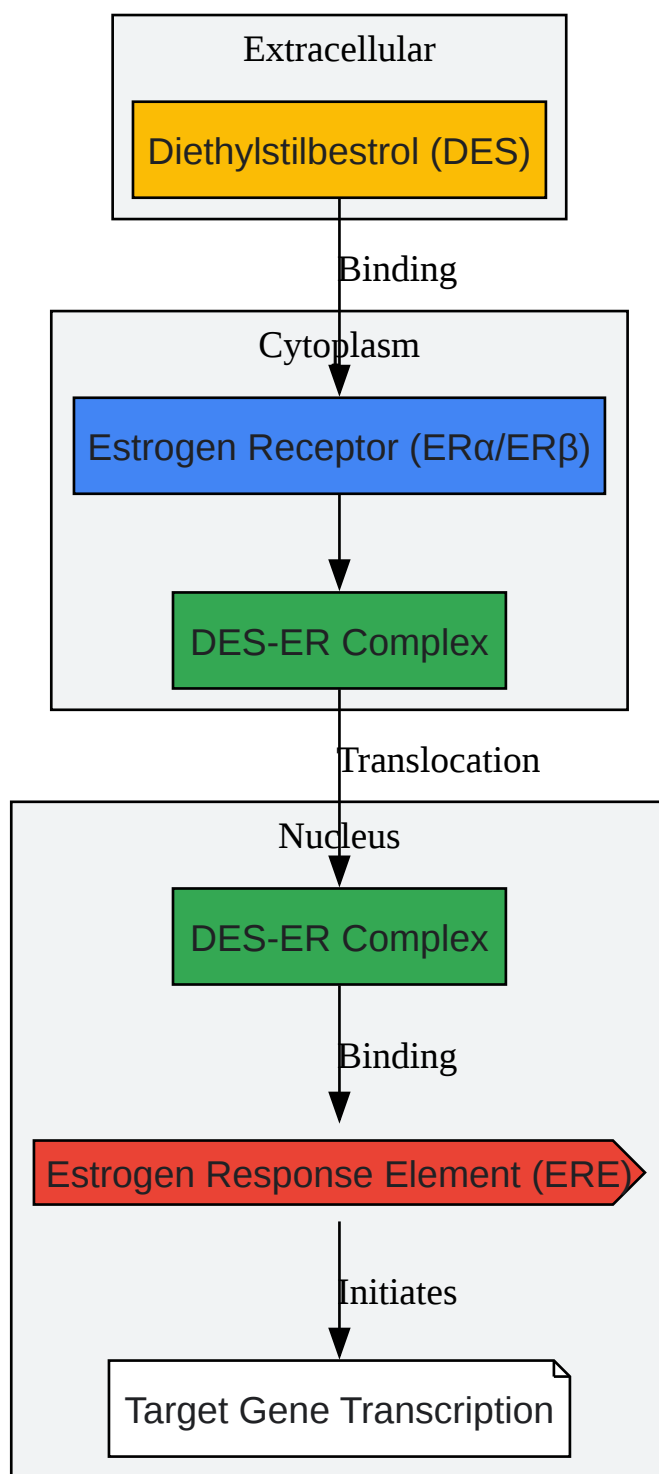 Extracellular
Diethylstilbestrol (DES)
Binding
Cytoplasm
Estrogen Receptor (ERα/ERβ)
DES-ER Complex
Translocation
Nucleus
DES-ER Complex
Binding
Estrogen Response Element (ERE)
Initiates
Target Gene Transcription